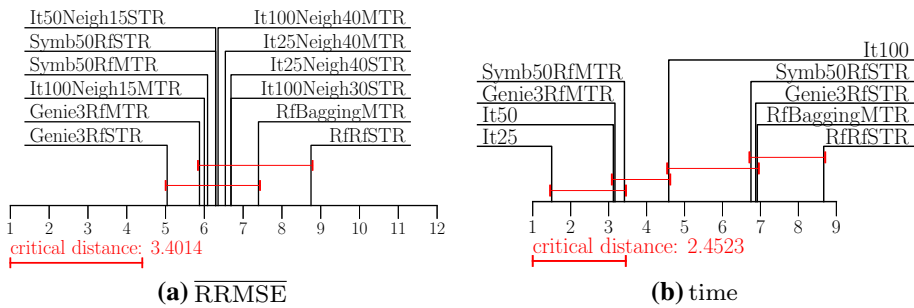 It50Neigh15STR It100Neigh40MTR
Symb50RfSTR It25Neigh40MTR
Symb50RfMTR It25Neigh40STR
It100Neigh15MTR It100Neigh30STR
Genie3RfMTR RfBaggingMTR
Genie3RfSTR RfRfSTR
1 2 3 4 5 6 7 8 9 10 11 12
critical distance: 3.4014
(a) RRMSE
It100
Symb50RfMTR Symb50RfSTR
Genie3RfMTR Genie3RfSTR
It50 RfBaggingMTR
It25 RfRfSTR
1 2 3 4 5 6 7 8 9
critical distance: 2.4523
(b) time